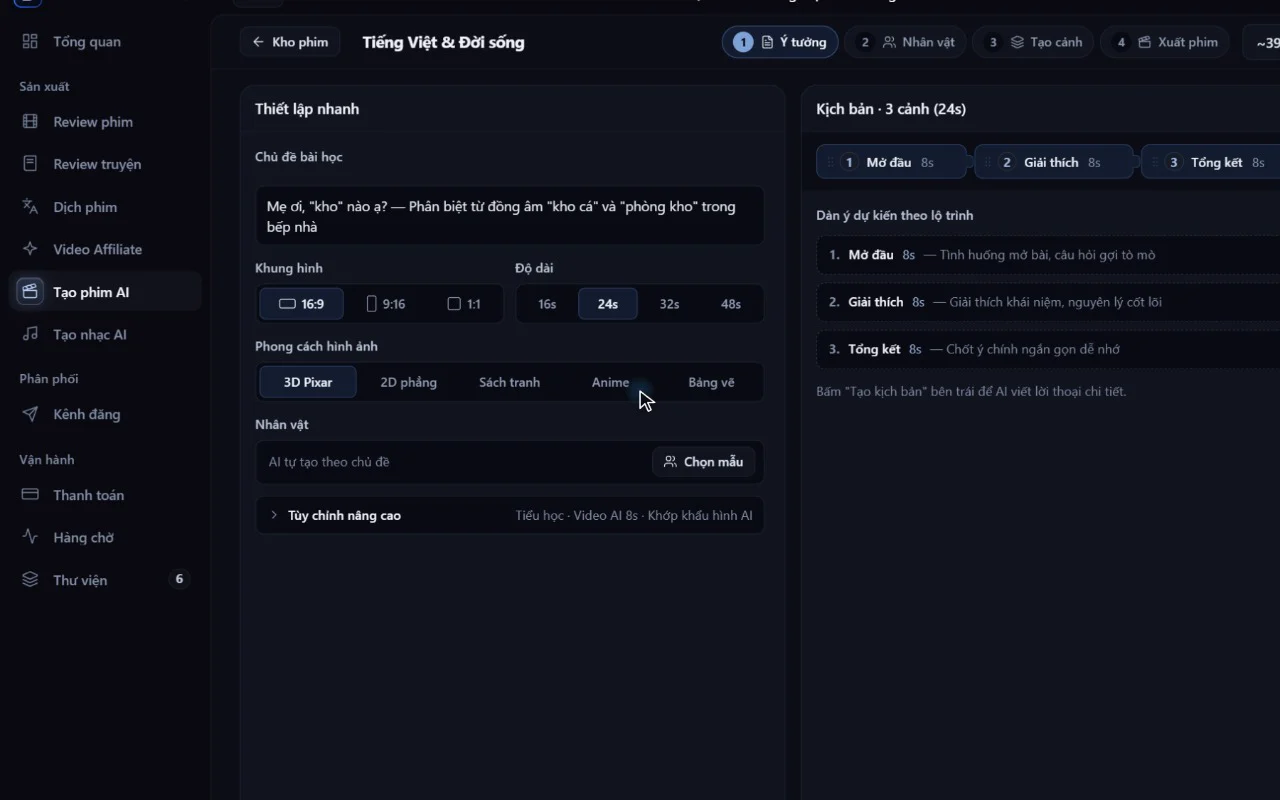 Tổng quan
Sản xuất
Review phim
Review truyện
Dịch phim
Video Affiliate
Tạo phim AI
Tạo nhạc AI
Phân phối
Kênh đăng
Vận hành
Thanh toán
Hàng chờ
Thư viện 6
Kho phim
Tiếng Việt & Đời sống
1 Ý tưởng
2 Nhân vật
3 Tạo cảnh
4 Xuất phim
~39
Thiết lập nhanh
Chủ đề bài học
Mẹ ơi, "kho" nào ạ? — Phân biệt từ đồng âm "kho cá" và "phòng kho" trong
bếp nhà
Khung hình
16:9 9:16 1:1
Độ dài
16s 24s 32s 48s
Phong cách hình ảnh
3D Pixar 2D phẳng Sách tranh Anime Bảng vẽ
Nhân vật
AI tự tạo theo chủ đề
Chọn mẫu
Tùy chỉnh nâng cao
Tiểu học · Video AI 8s · Khớp khẩu hình AI
Kịch bản · 3 cảnh (24s)
1 Mở đầu 8s
2 Giải thích 8s
3 Tổng kết 8s
Dàn ý dự kiến theo lộ trình
1. Mở đầu 8s — Tình huống mở bài, câu hỏi gợi tò mò
2. Giải thích 8s — Giải thích khái niệm, nguyên lý cốt lõi
3. Tổng kết 8s — Chốt ý chính ngắn gọn dễ nhớ
Bấm "Tạo kịch bản" bên trái để AI viết lời thoại chi tiết.